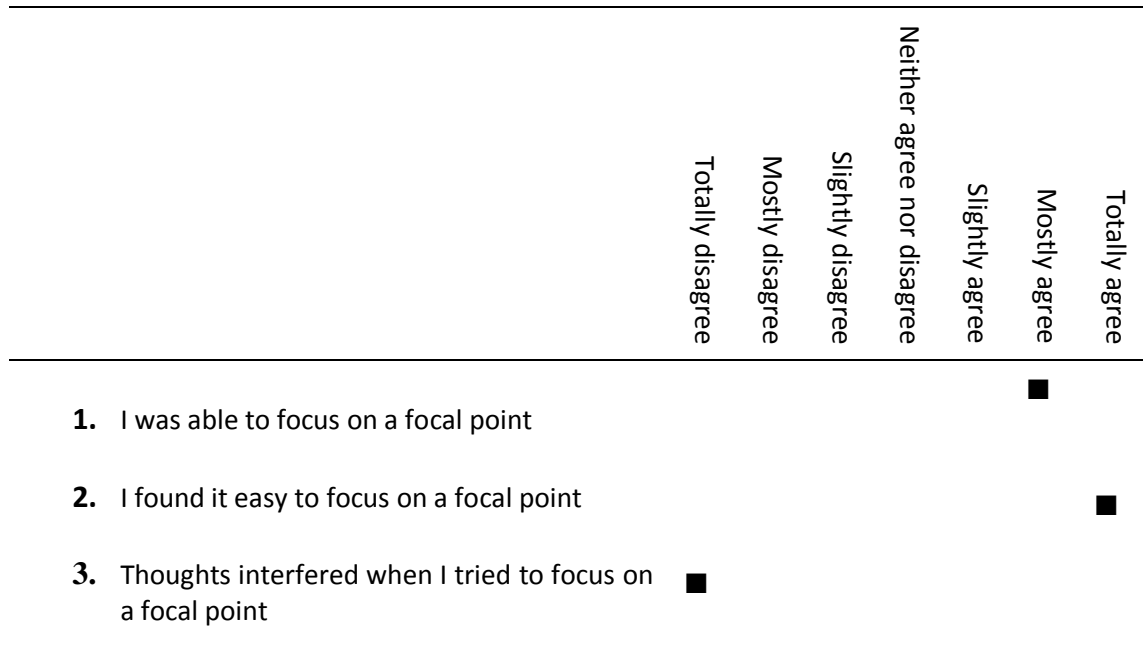 Totally disagree
Mostly disagree
Slightly disagree
Neither agree nor disagree
Slightly agree
Mostly agree
Totally agree
1. I was able to focus on a focal point
2. I found it easy to focus on a focal point
3. Thoughts interfered when I tried to focus on
a focal point